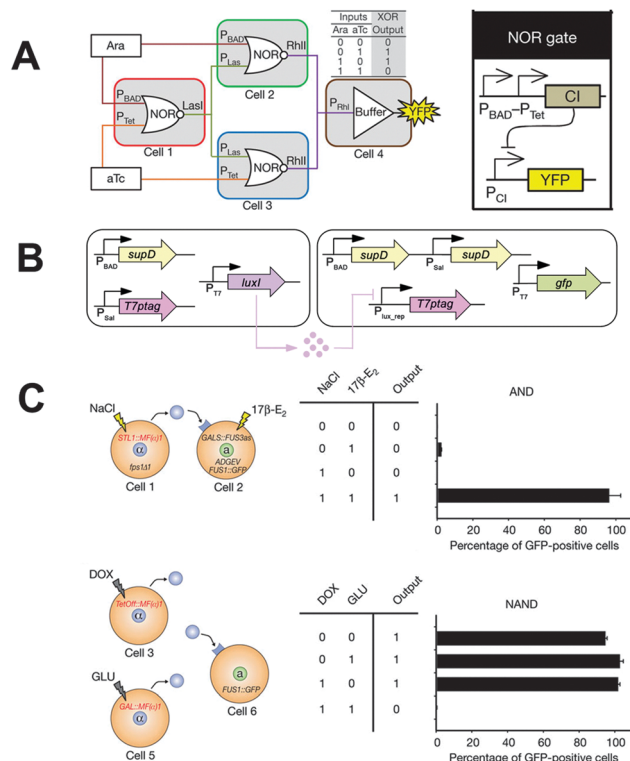 A
Ara
aTc
P_BAD
P_Tet
NOR
LasI
Cell 1
P_BAD
P_Las
NOR
RhlI
Cell 2
P_Las
P_Tet
NOR
RhlI
Cell 3
P_Rhl
Buffer
YFP
Cell 4
Inputs XOR
Ara aTc Output
0 0 0
0 1 1
1 0 1
1 1 0
NOR gate
P_BAD–P_Tet
CI
P_CI
YFP
B
P_BAD
supD
P_Sal
T7ptag
P_T7
luxI
P_BAD
supD
P_Sal
supD
P_lux_rep
T7ptag
P_T7
gfp
C
NaCl
STL1::MF(α)1
α
fps1Δ1
Cell 1
17β-E₂
GALS::FUS3as
a
ADGEV
FUS1::GFP
Cell 2
NaCl 17β-E₂ Output
0 0 0
0 1 0
1 0 0
1 1 1
AND
0 20 40 60 80 100
Percentage of GFP-positive cells
DOX
TetOff::MF(α)1
α
Cell 3
GLU
GAL::MF(α)1
α
Cell 5
a
FUS1::GFP
Cell 6
DOX GLU Output
0 0 1
0 1 1
1 0 1
1 1 0
NAND
0 20 40 60 80 100
Percentage of GFP-positive cells